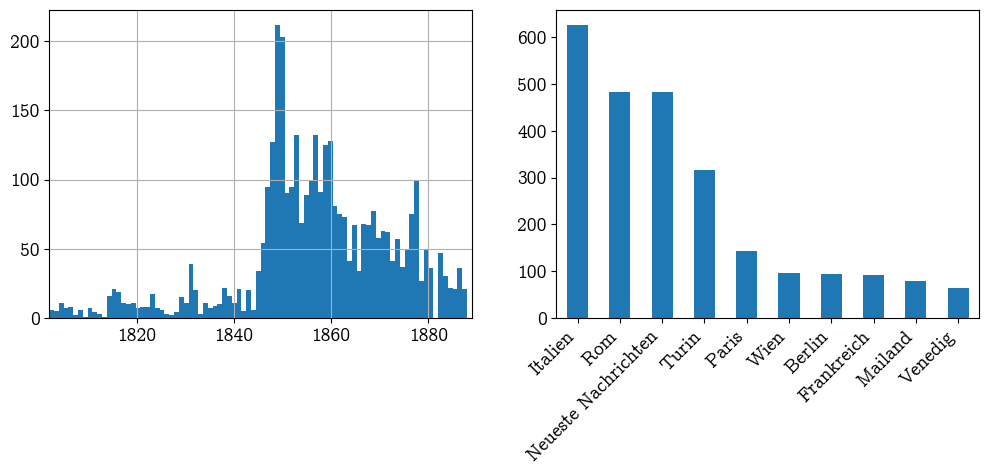 200
150
100
50
0
1820 1840 1860 1880
600
500
400
300
200
100
0
Italien
Rom
Neueste Nachrichten
Turin
Paris
Wien
Berlin
Frankreich
Mailand
Venedig